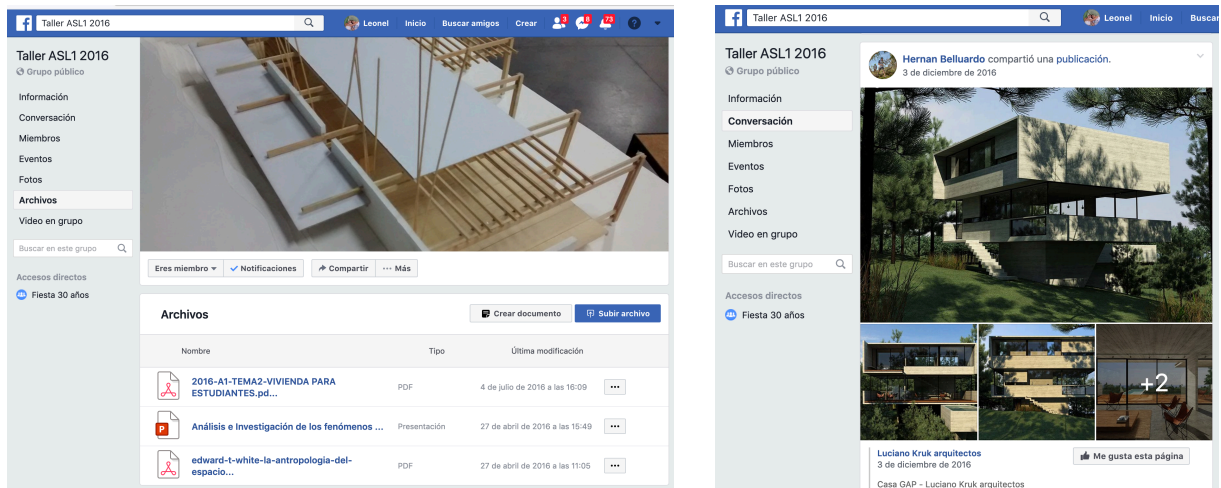 Taller ASL1 2016
Leonel Inicio Buscar amigos Crear 3 8 73 ?
Taller ASL1 2016
Grupo público
Información
Conversación
Miembros
Eventos
Fotos
Archivos
Video en grupo
Buscar en este grupo
Accesos directos
Fiesta 30 años
Eres miembro
Notificaciones
Compartir
••• Más
Archivos
Crear documento
Subir archivo
Nombre Tipo Última modificación
2016-A1-TEMA2-VIVIENDA PARA
ESTUDIANTES.pd...
PDF
4 de julio de 2016 a las 16:09
•••
P
Análisis e Investigación de los fenómenos ...
Presentación
27 de abril de 2016 a las 15:49
•••
edward-t-white-la-antropologia-del-
espacio...
PDF
27 de abril de 2016 a las 11:05
•••
f
Taller ASL1 2016
Leonel Inicio Buscar
Taller ASL1 2016
Grupo público
Información
Conversación
Miembros
Eventos
Fotos
Archivos
Video en grupo
Buscar en este grupo
Accesos directos
Fiesta 30 años
Hernan Belluardo compartió una publicación.
3 de diciembre de 2016
+2
Luciano Kruk arquitectos
3 de diciembre de 2016
Me gusta esta página
Casa GAP - Luciano Kruk arquitectos